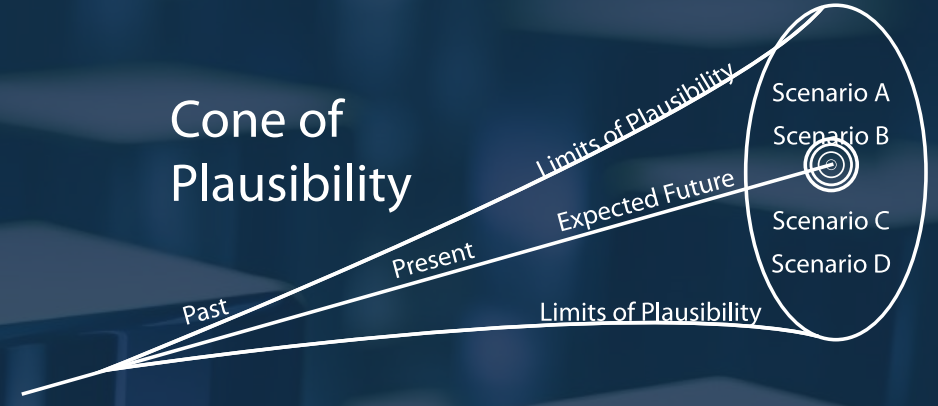 Cone of
Plausibility
Past
Present
Expected Future
Limits of Plausibility
Limits of Plausibility
Scenario A
Scenario B
Scenario C
Scenario D